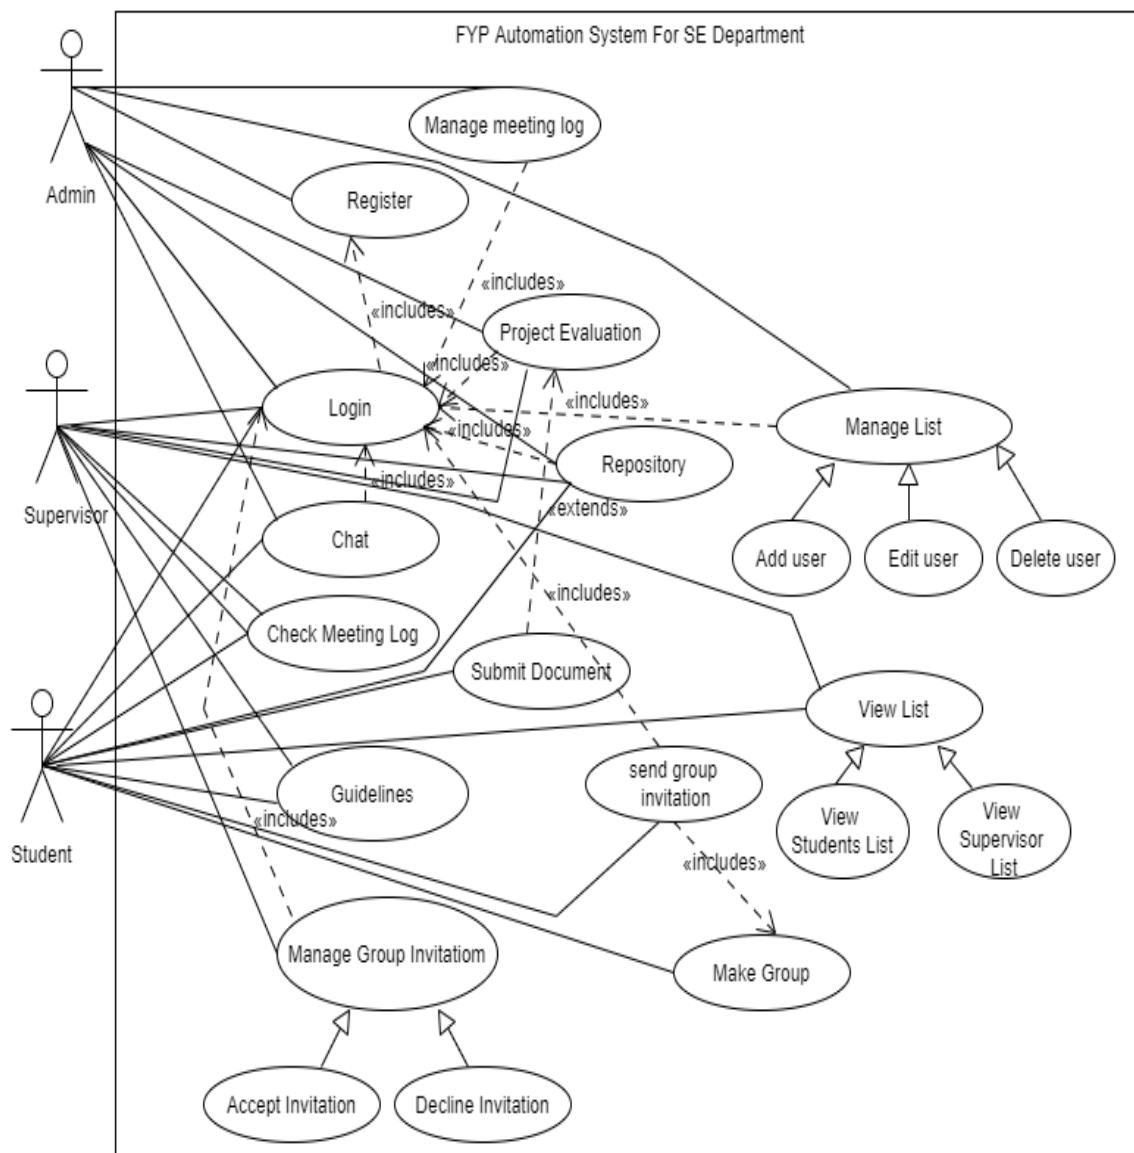 FYP Automation System For SE Department
Manage meeting log
Admin
Register
«includes»
«includes»
Project Evaluation
«includes»
Login
«includes»
Manage List
«includes»
Repository
«includes»
Supervisor
«extends»
Chat
Add user
Edit user
Delete user
«includes»
Check Meeting Log
Submit Document
View List
send group
invitation
Guidelines
«includes»
View
Students List
View
Supervisor
List
Student
«includes»
Manage Group Invitatiom
Make Group
Accept Invitation
Decline Invitation